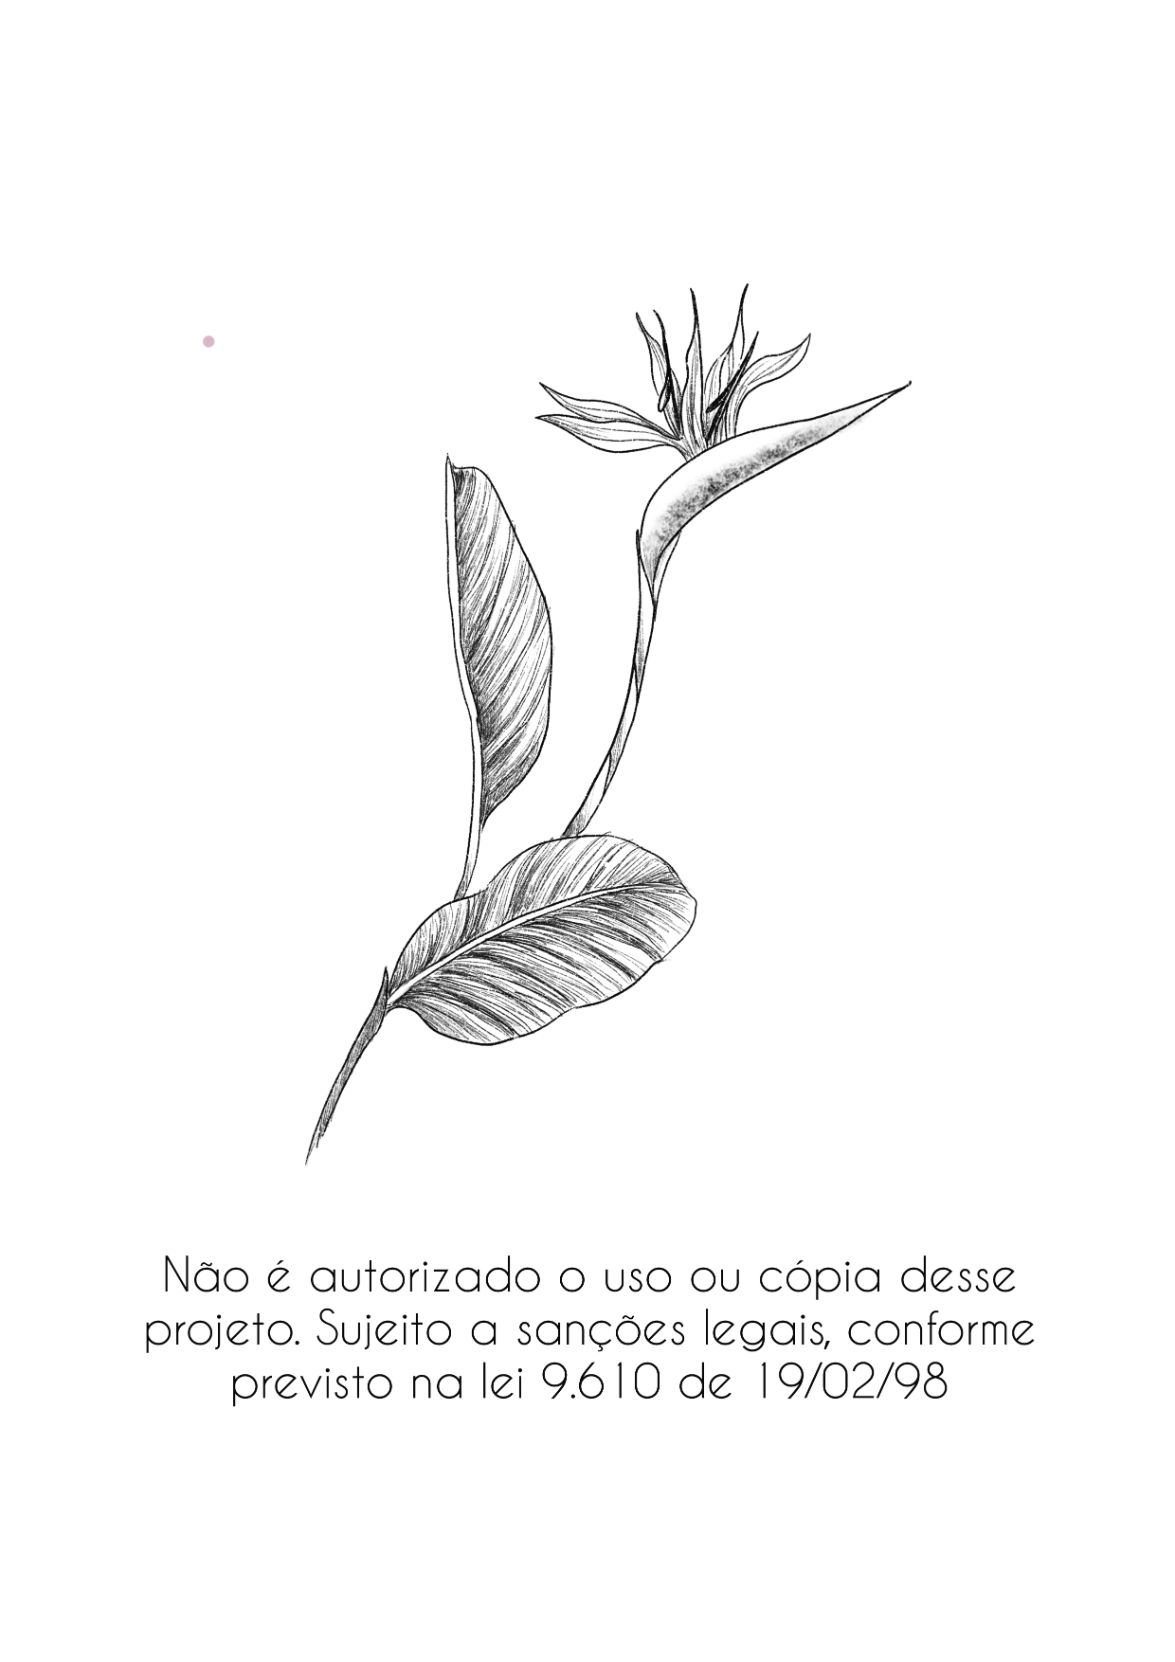 Não é autorizado o uso ou cópia desse
projeto. Sujeito a sanções legais, conforme
previsto na lei 9.610 de 19/02/98